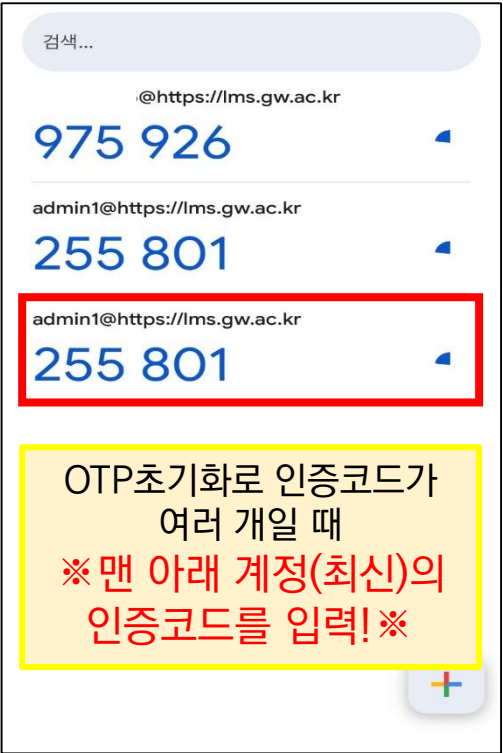 검색...
@https://lms.gw.ac.kr
975 926
admin1@https://lms.gw.ac.kr
255 801
admin1@https://lms.gw.ac.kr
255 801
OTP초기화로 인증코드가
여러 개일 때
※맨 아래 계정(최신)의
인증코드를 입력!※